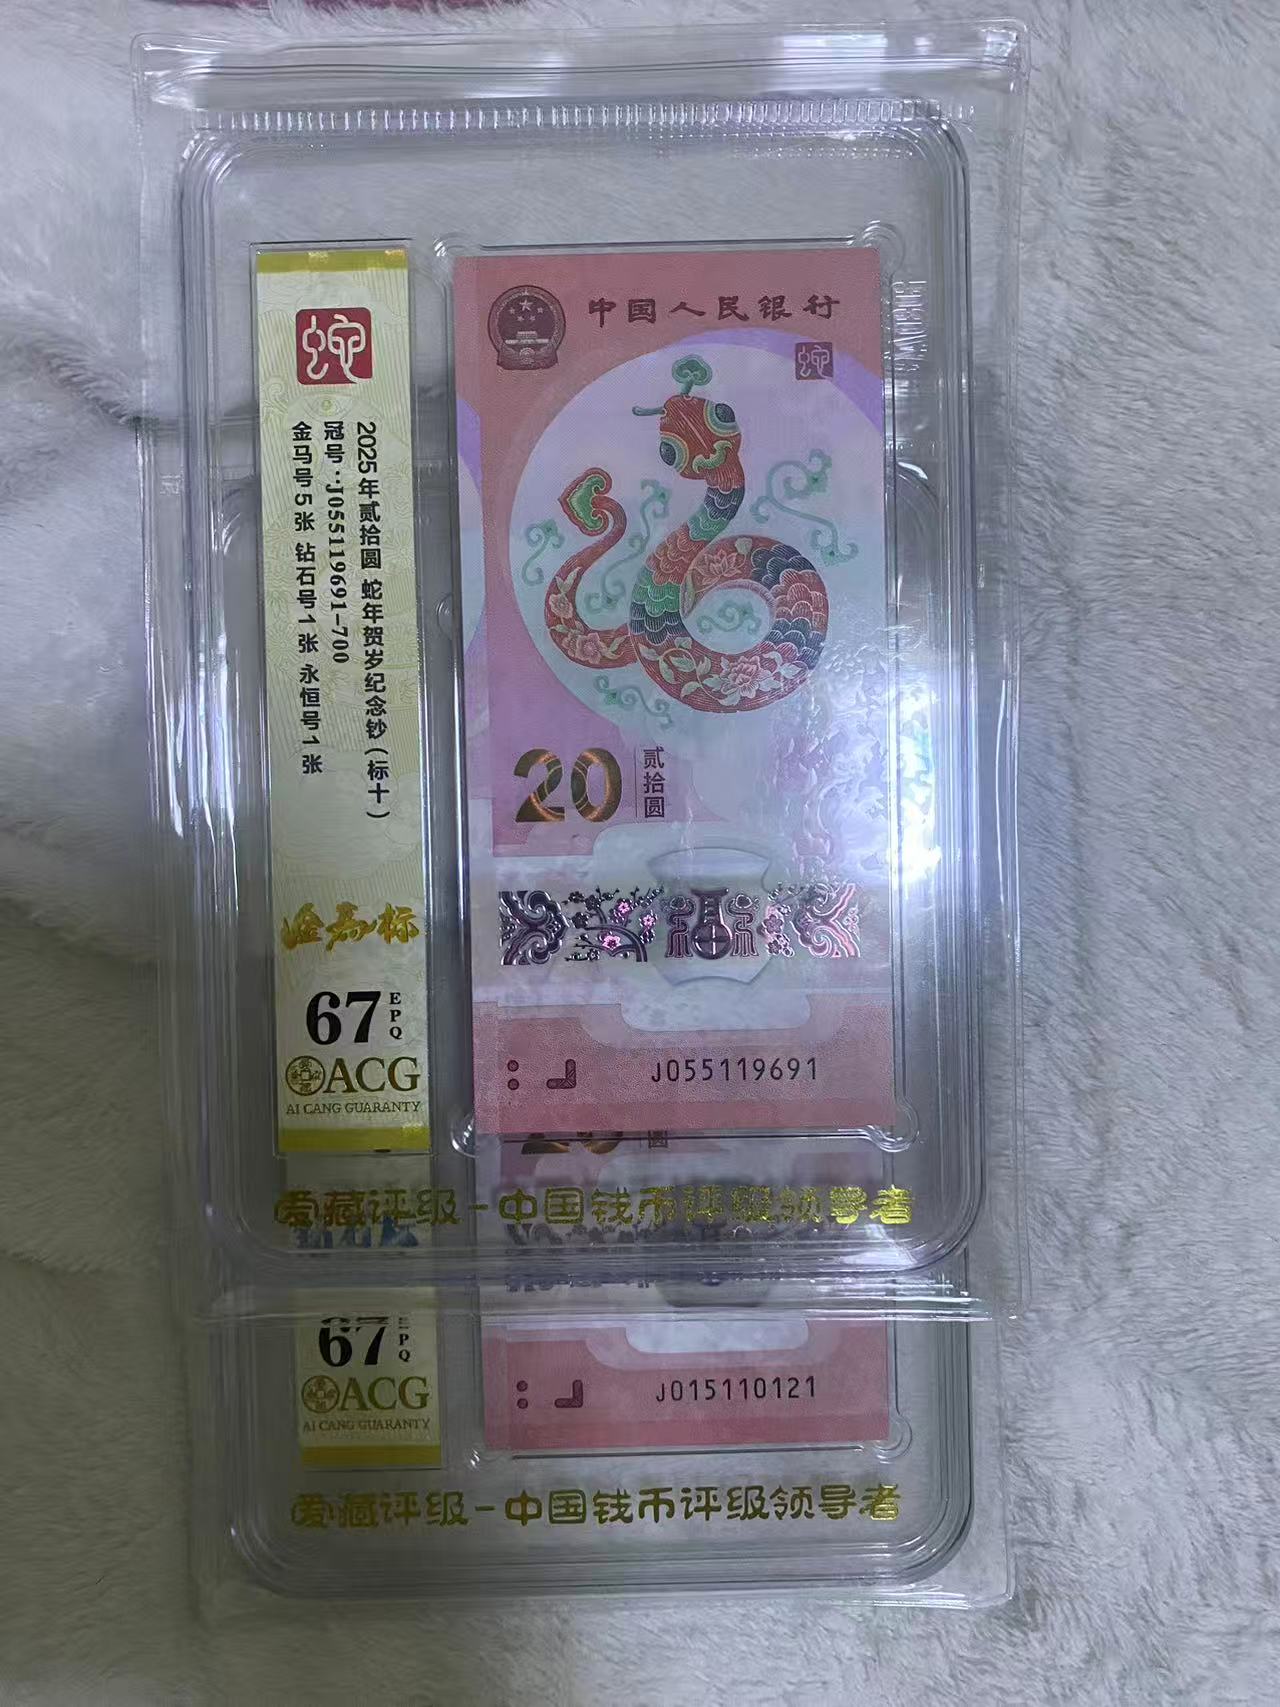 蛇
2025年贰拾圆 蛇年贺岁纪念钞(标十)
冠号:J055119691-700
金马号5张 钻石号1张 永恒号1张
金马标
67 EPQ
ACG
AI CANG GUARANTY
中国人民银行
蛇
20 贰拾圆
J055119691
爱藏评级-中国钱币评级领导者
20 圆
67 EPQ
ACG
AI CANG GUARANTY
J015110121
爱藏评级-中国钱币评级领导者